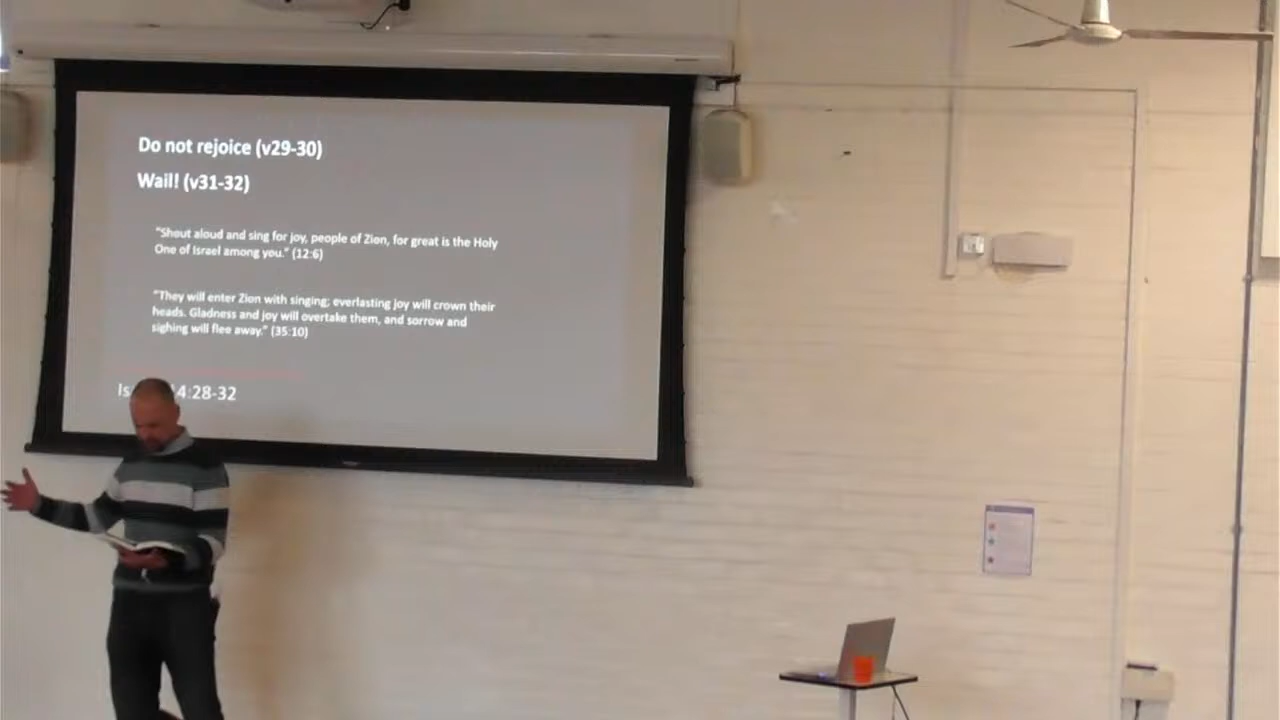 Do not rejoice (v29-30)
Wail! (v31-32)
"Shout aloud and sing for joy, people of Zion, for great is the Holy
One of Israel among you." (12:6)
"They will enter Zion with singing; everlasting joy will crown their
heads. Gladness and joy will overtake them, and sorrow and
sighing will flee away." (35:10)
Is 4:28-32